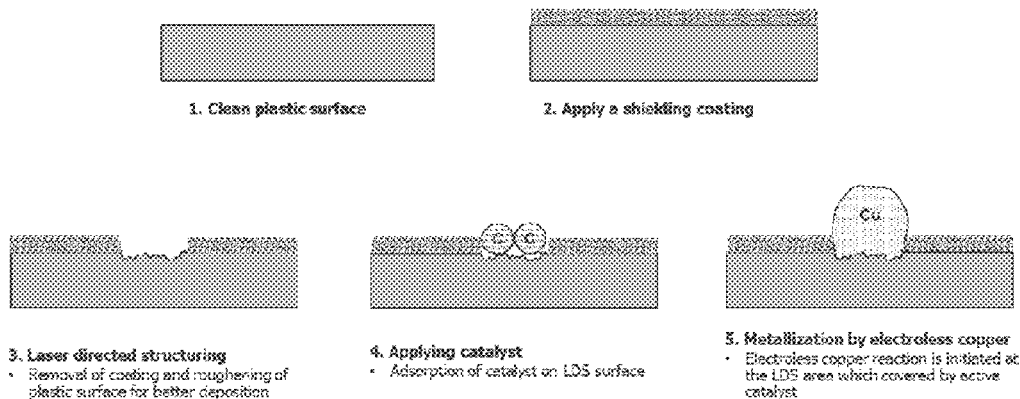 1. Clean plastic surface
2. Apply a shielding coating
C C
Cu
3. Laser directed structuring
• Removal of coating and roughening of
plastic surface for better deposition
4. Applying catalyst
• Adsorption of catalyst on LDS surface
5. Metallization by electroless copper
• Electroless copper reaction is initiated at
the LDS area which covered by active
catalyst